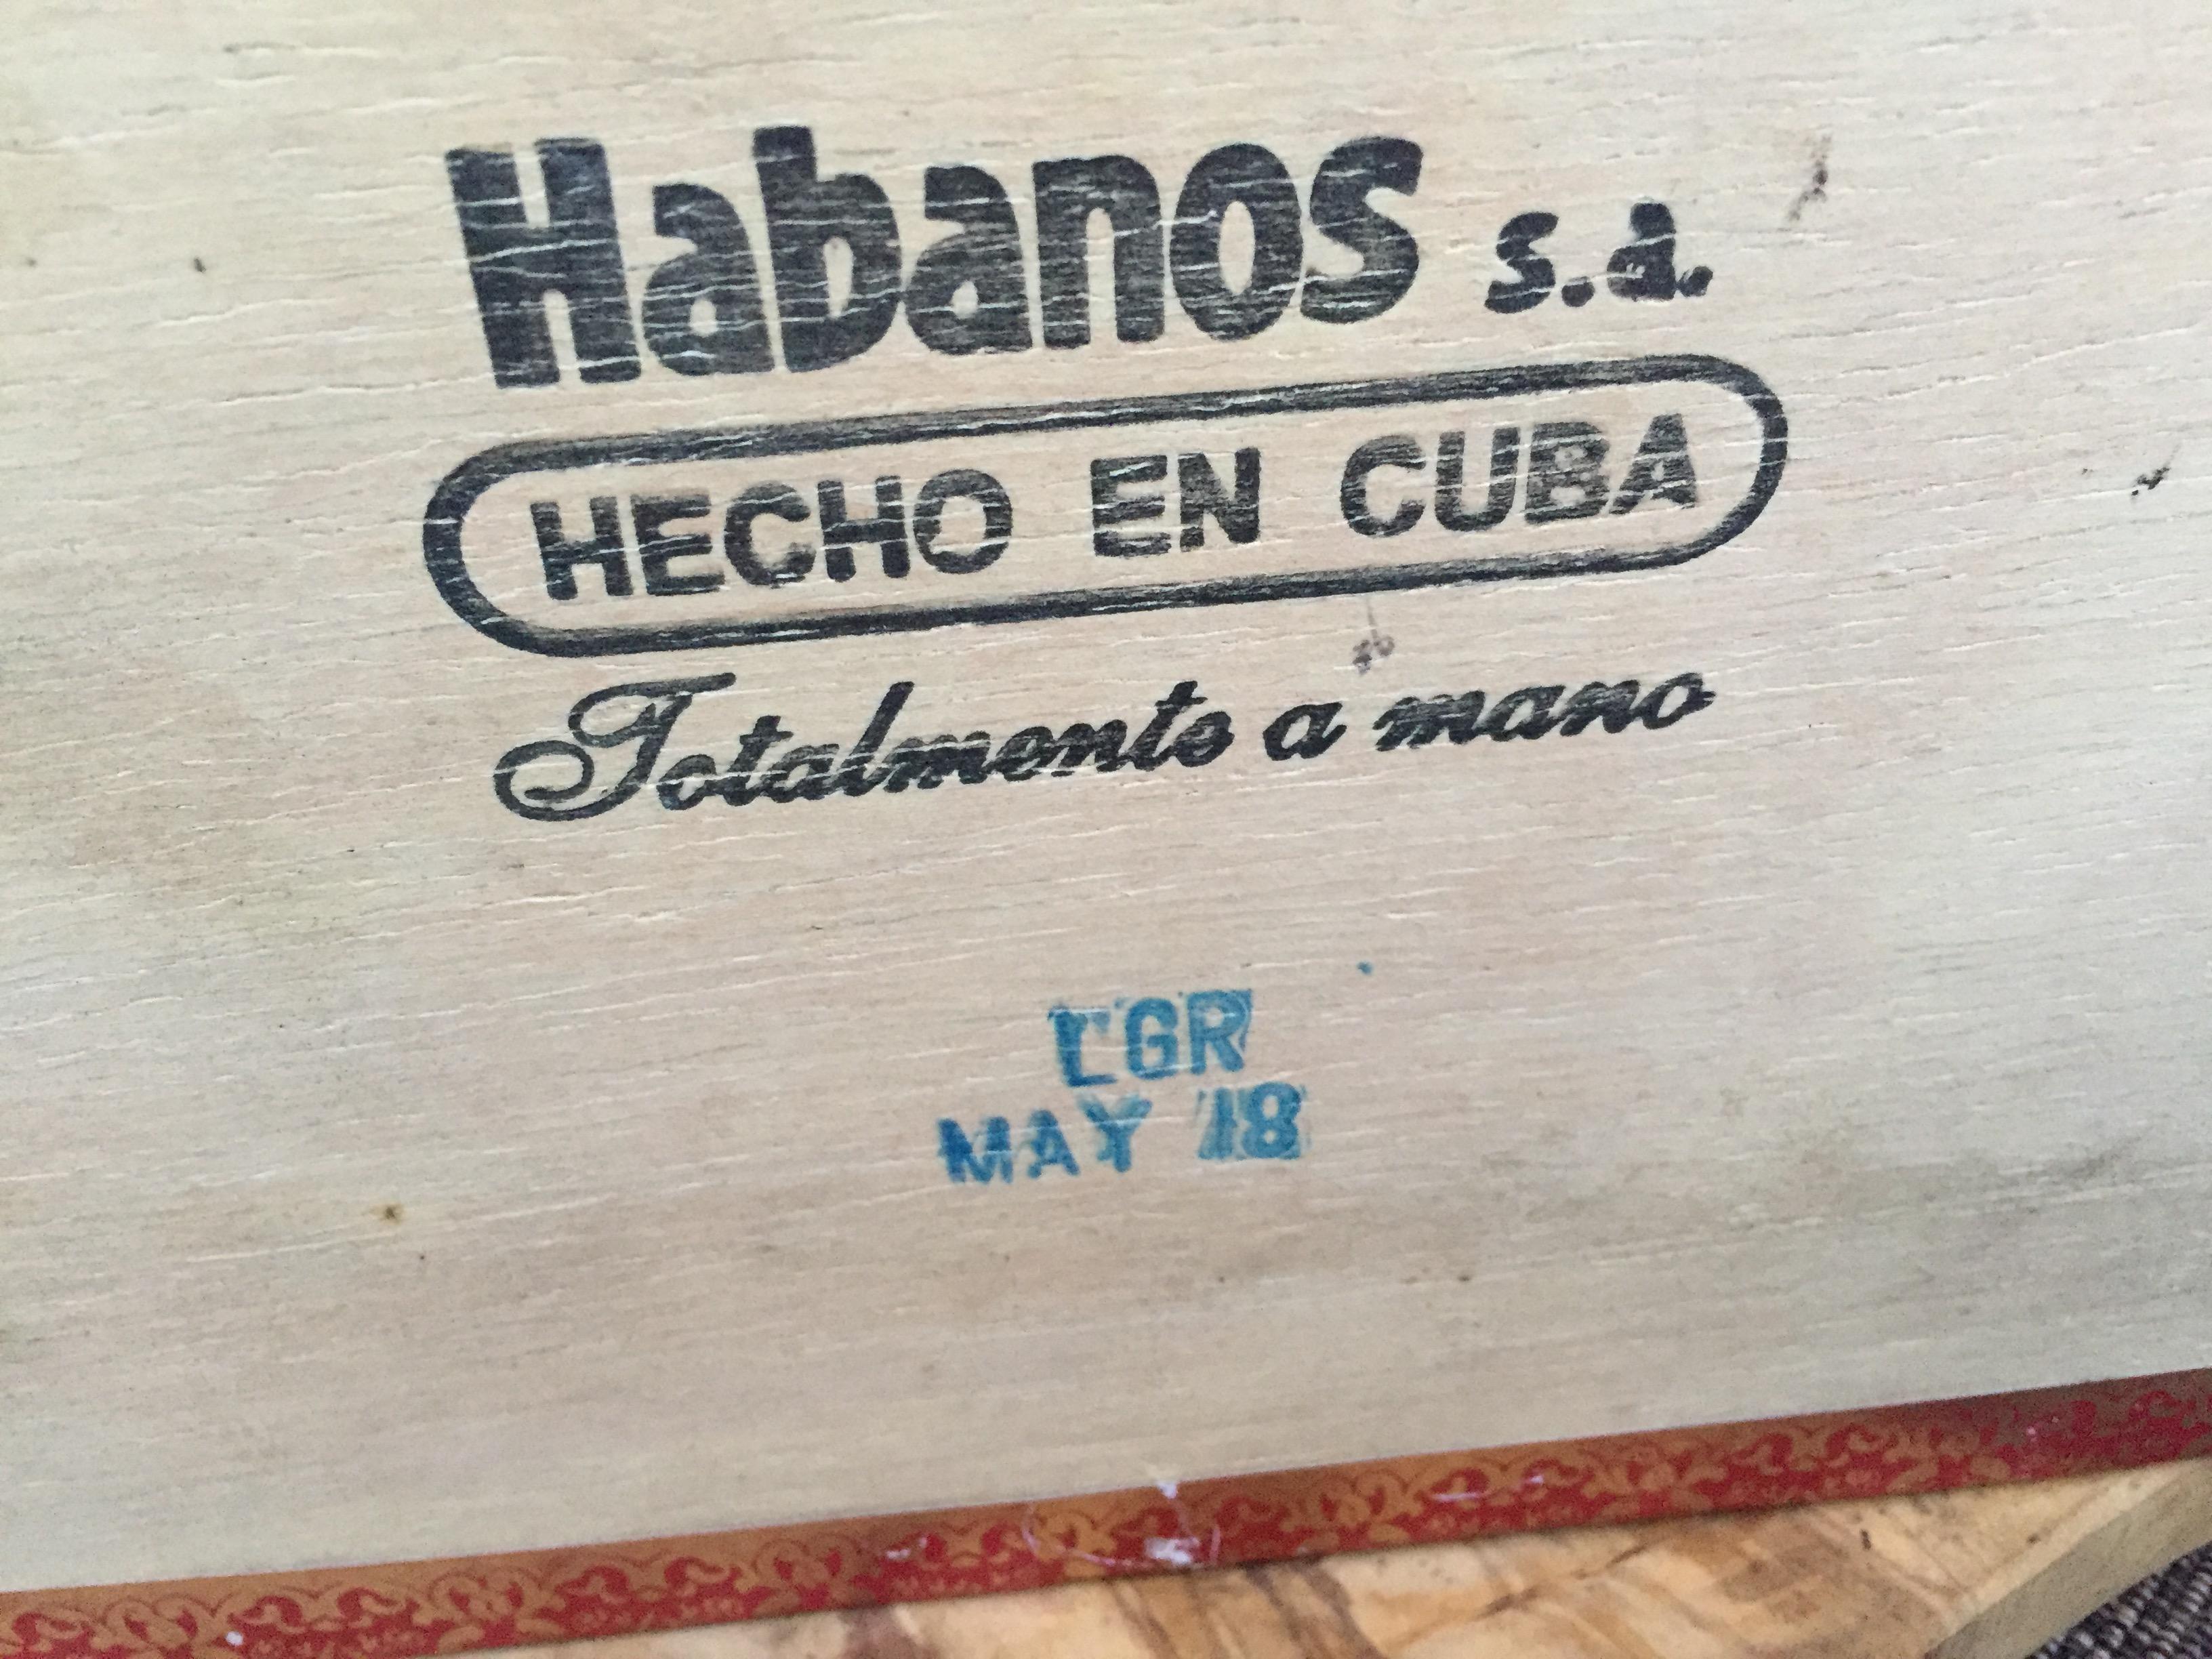 Habanos s.a.
HECHO EN CUBA
Totalmente a mano
LGR
MAY 18